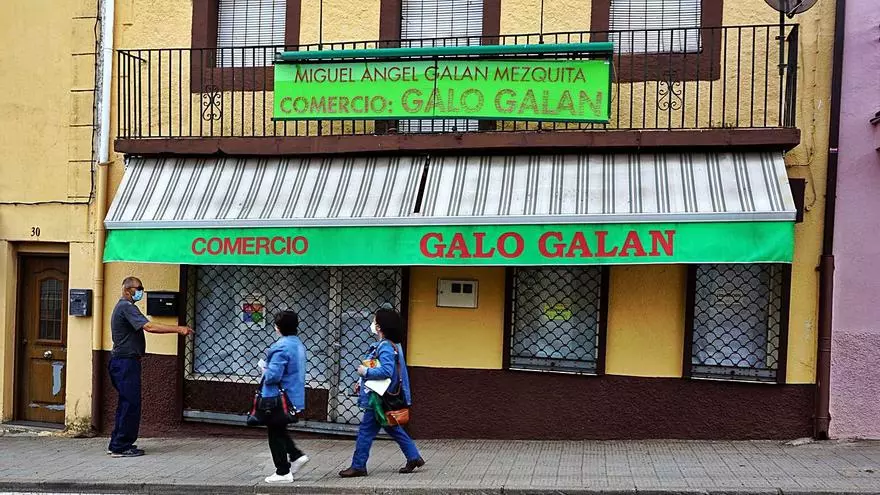 MIGUEL ANGEL GALAN MEZQUITA
COMERCIO: GALO GALAN
COMERCIO GALO GALAN
30